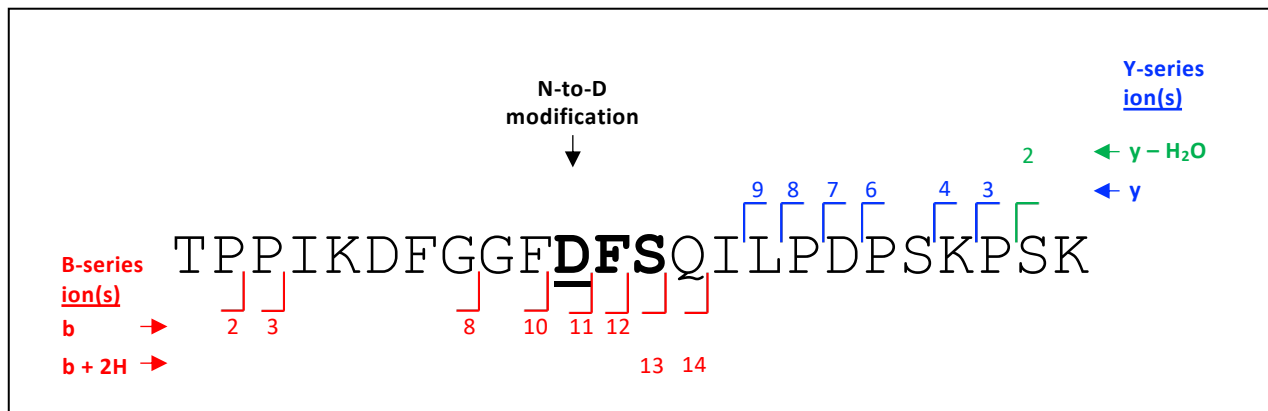 N-to-D
modification
Y-series
ion(s)
2
y – H₂O
9 8 7 6 4 3
y
TPPIKDFGGFDFSQILPDPSKPSK
B-series
ion(s)
b
2 3 8 10 11 12
b + 2H
13 14